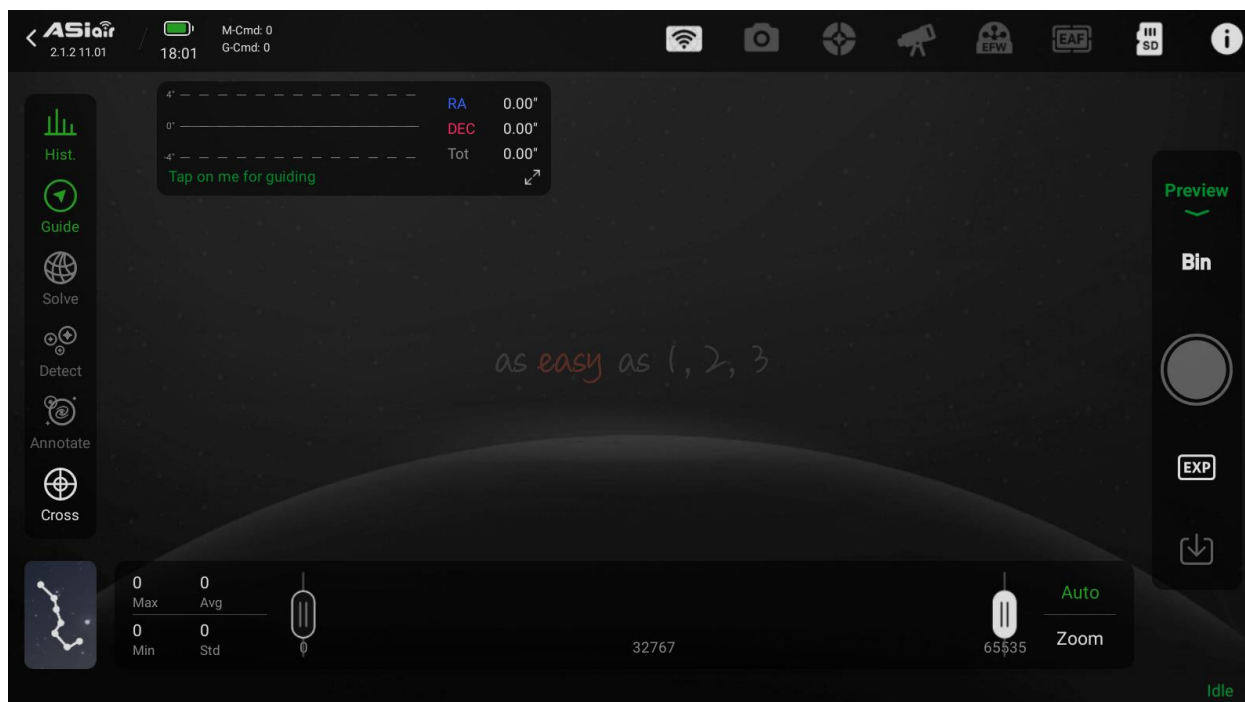 ASiair
2.1.2 11.01
18:01
M-Cmd: 0
G-Cmd: 0
EFW
EAF
SD
i
Hist.
Guide
Solve
Detect
Annotate
Cross
4"
0"
-4"
RA 0.00"
DEC 0.00"
Tot 0.00"
Tap on me for guiding
as easy as 1, 2, 3
Preview
Bin
EXP
0 Max
0 Avg
0 Min
0 Std
0
32767
65535
Auto
Zoom
Idle